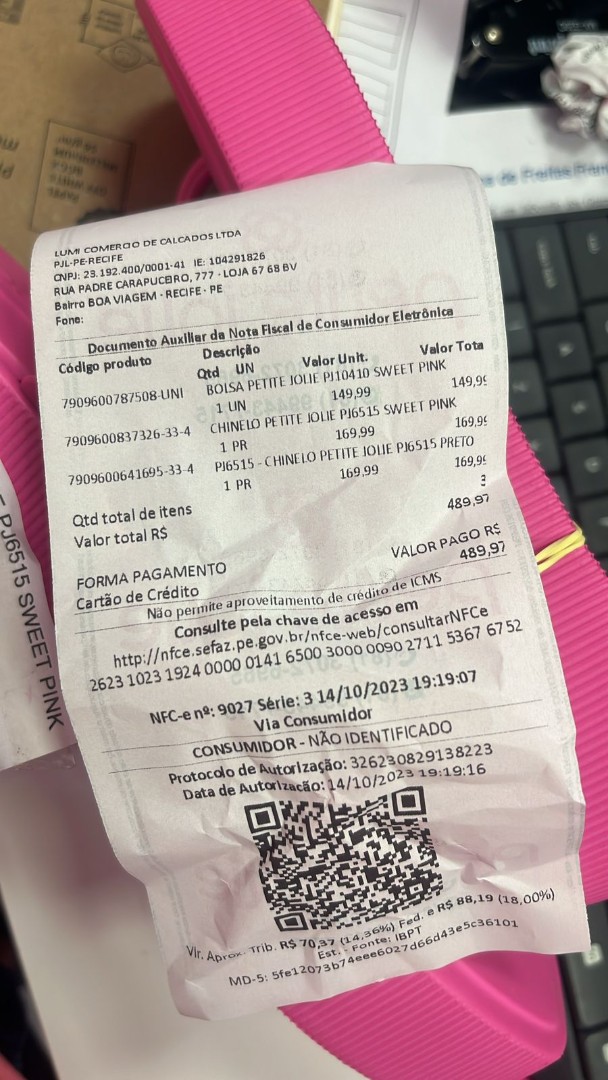 LUMI COMERCIO DE CALCADOS LTDA
PJL-PE-RECIFE
CNPJ: 23.192.400/0001-41 IE: 104291826
RUA PADRE CARAPUCEIRO, 777 - LOJA 67 68 BV
Bairro BOA VIAGEM - RECIFE - PE
Fone:
Documento Auxiliar da Nota Fiscal de Consumidor Eletrônica
Código produto Descrição
Qtd UN Valor Unit. Valor Tota
7909600787508-UNI BOLSA PETITE JOLIE PJ10410 SWEET PINK
1 UN 149,99 149,99
7909600837326-33-4 CHINELO PETITE JOLIE PJ6515 SWEET PINK
1 PR 169,99 169,99
7909600641695-33-4 PJ6515 - CHINELO PETITE JOLIE PJ6515 PRETO
1 PR 169,99 169,99
Qtd total de itens 3
Valor total R$ 489,97
FORMA PAGAMENTO VALOR PAGO R$
Cartão de Crédito 489,97
Não permite aproveitamento de crédito de ICMS
Consulte pela chave de acesso em
http://nfce.sefaz.pe.gov.br/nfce-web/consultarNFCe
2623 1023 1924 0000 0141 6500 3000 0090 2711 5367 6752
NFC-e nº: 9027 Série: 3 14/10/2023 19:19:07
Via Consumidor
CONSUMIDOR - NÃO IDENTIFICADO
Protocolo de Autorização: 326230829138223
Data de Autorização: 14/10/2023 19:19:16
Vlr. Aprox. Trib. R$ 70,37 (14,36%) Fed. e R$ 88,19 (18,00%)
Est. - Fonte: IBPT
MD-5: 5fe12073b74eee6027d66d43e5c36101
PJ6515 SWEET PINK
de Freitas